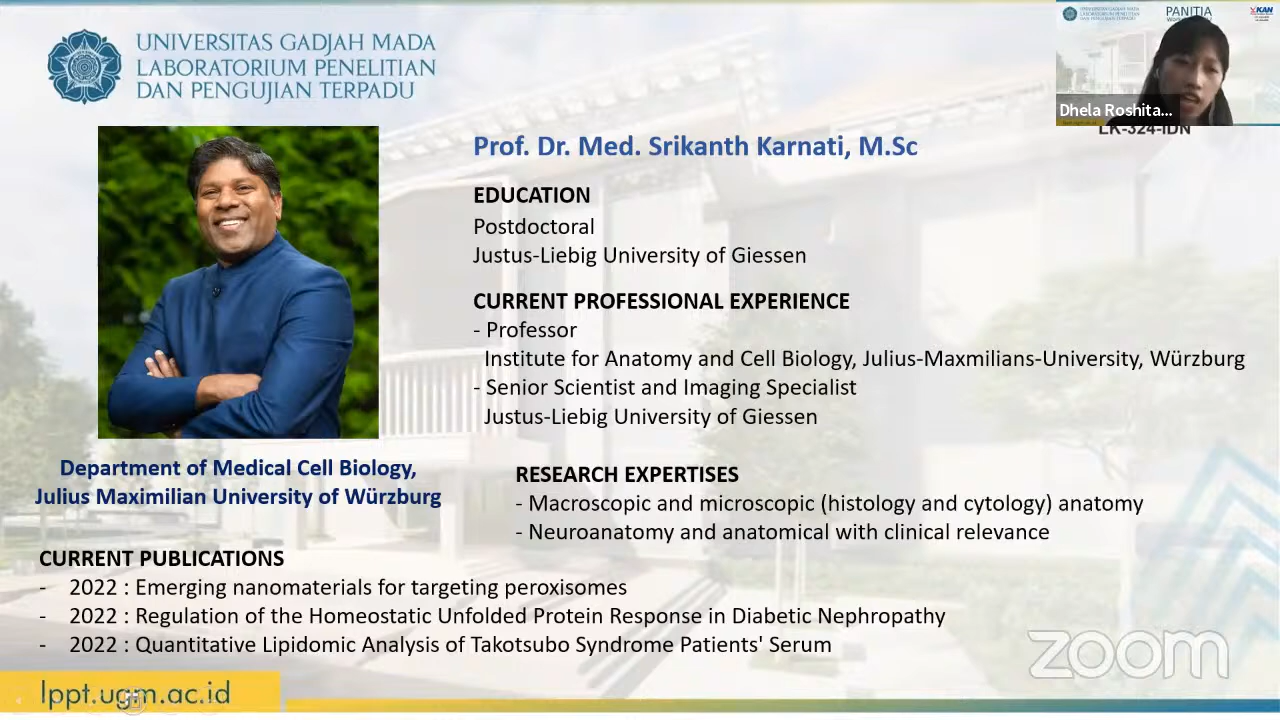 UNIVERSITAS GADJAH MADA
LABORATORIUM PENELITIAN
DAN PENGUJIAN TERPADU
PANITIA
KAN
Dhela Roshita...
LK-324-IDN
Prof. Dr. Med. Srikanth Karnati, M.Sc
EDUCATION
Postdoctoral
Justus-Liebig University of Giessen
CURRENT PROFESSIONAL EXPERIENCE
- Professor
Institute for Anatomy and Cell Biology, Julius-Maxmilians-University, Würzburg
- Senior Scientist and Imaging Specialist
Justus-Liebig University of Giessen
Department of Medical Cell Biology,
Julius Maximilian University of Würzburg
RESEARCH EXPERTISES
- Macroscopic and microscopic (histology and cytology) anatomy
- Neuroanatomy and anatomical with clinical relevance
CURRENT PUBLICATIONS
- 2022 : Emerging nanomaterials for targeting peroxisomes
- 2022 : Regulation of the Homeostatic Unfolded Protein Response in Diabetic Nephropathy
- 2022 : Quantitative Lipidomic Analysis of Takotsubo Syndrome Patients' Serum
zoom
lppt.ugm.ac.id